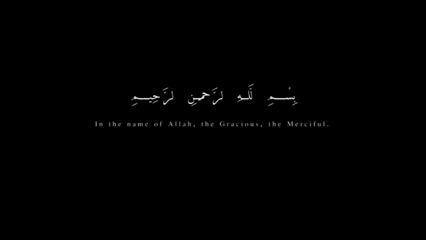 بِسْمِ ٱللَّهِ ٱلرَّحْمَٰنِ ٱلرَّحِيمِ
In the name of Allah, the Gracious, the Merciful.